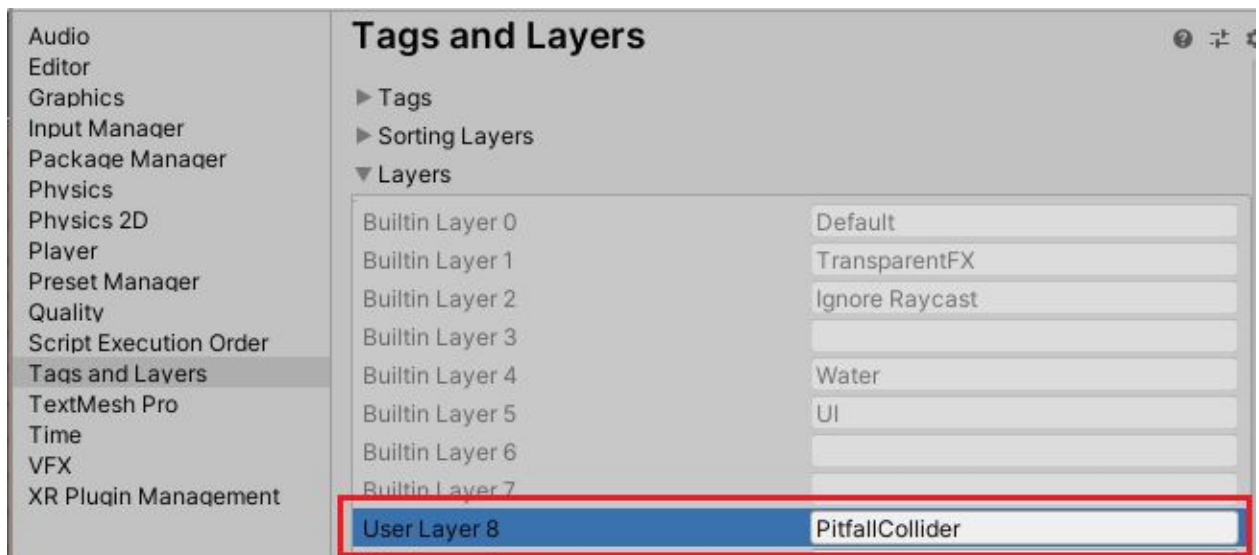 Audio
Editor
Graphics
Input Manager
Package Manager
Physics
Physics 2D
Player
Preset Manager
Quality
Script Execution Order
Tags and Layers
TextMesh Pro
Time
VFX
XR Plugin Management
Tags and Layers
Tags
Sorting Layers
Layers
Builtin Layer 0 Default
Builtin Layer 1 TransparentFX
Builtin Layer 2 Ignore Raycast
Builtin Layer 3
Builtin Layer 4 Water
Builtin Layer 5 UI
Builtin Layer 6
Builtin Layer 7
User Layer 8 PitfallCollider